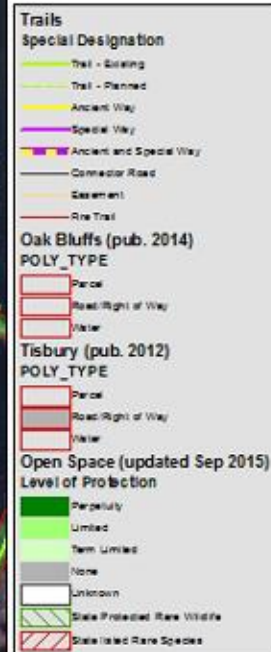 Trails
Special Designation
Trail - Existing
Trail - Planned
Ancient Way
Special Way
Ancient and Special Way
Connector Road
Easement
Fire Trail
Oak Bluffs (pub. 2014)
POLY_TYPE
Parcel
Road/Right of Way
Water
Tisbury (pub. 2012)
POLY_TYPE
Parcel
Road/Right of Way
Water
Open Space (updated Sep 2015)
Level of Protection
Perpetuity
Limited
Term Limited
None
Unknown
State Protected Rare Wildlife
State listed Rare Species